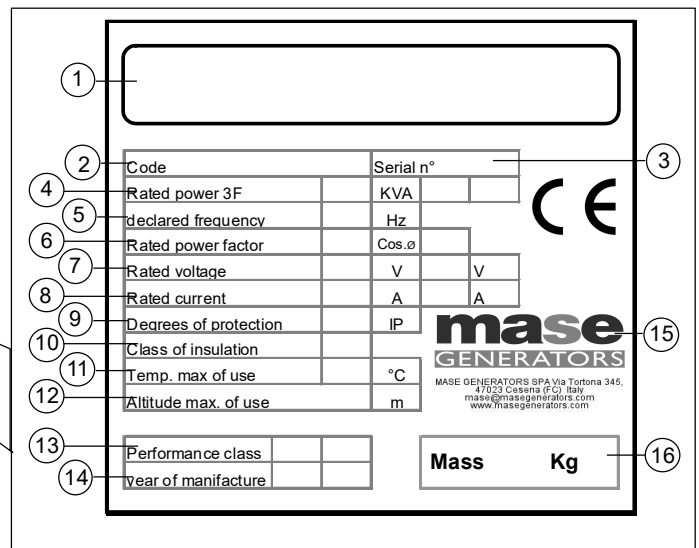 1
2 Code Serial n° 3
4 Rated power 3F KVA
5 declared frequency Hz
6 Rated power factor Cos.ø
7 Rated voltage V V
8 Rated current A A
9 Degrees of protection IP
10 Class of insulation
11 Temp. max of use °C
12 Altitude max. of use m
CE
mase 15
GENERATORS
MASE GENERATORS SPA Via Tortona 345,
47023 Cesena (FC) Italy
mase@masegenerators.com
www.masegenerators.com
13 Performance class
14 year of manifacture
Mass Kg 16